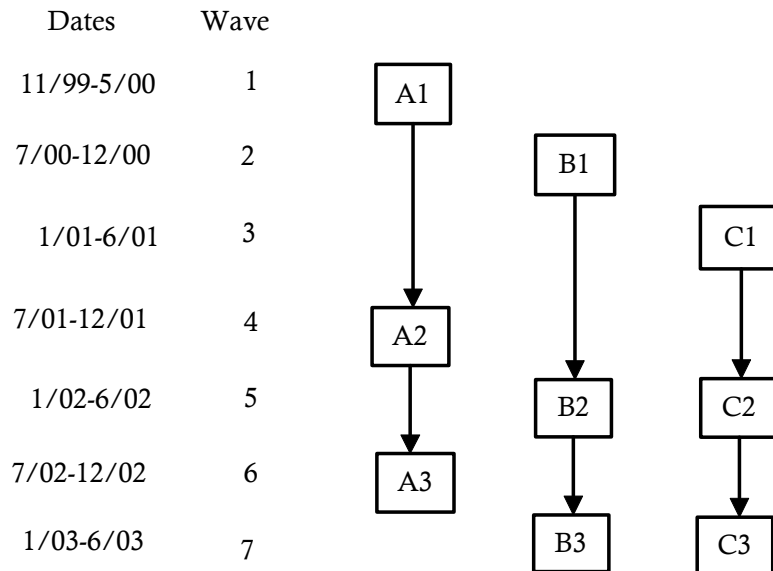 Dates Wave
11/99-5/00 1 A1
7/00-12/00 2 B1
1/01-6/01 3 C1
7/01-12/01 4 A2
1/02-6/02 5 B2 C2
7/02-12/02 6 A3
1/03-6/03 7 B3 C3